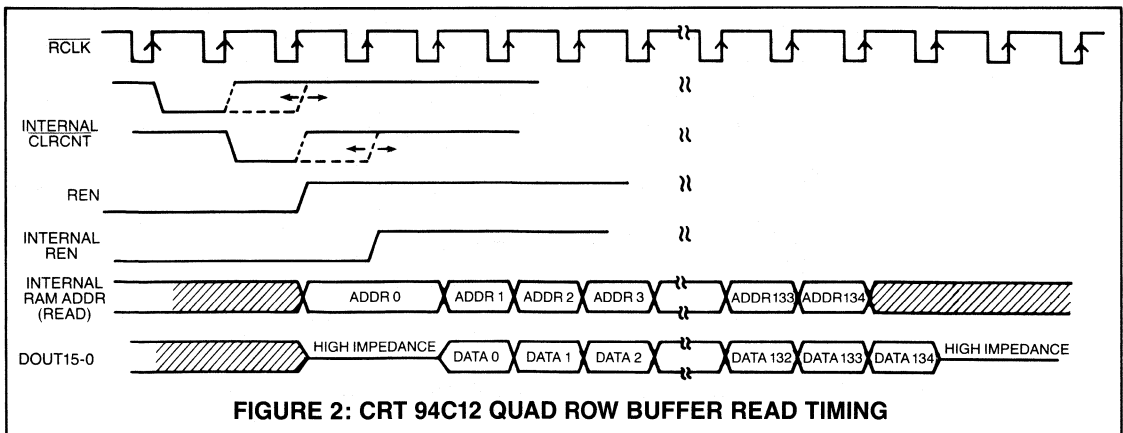 RCLK
INTERNAL
CLRCNT
REN
INTERNAL
REN
INTERNAL
RAM ADDR
(READ)
ADDR 0 ADDR 1 ADDR 2 ADDR 3 ADDR133 ADDR134
DOUT15-0
HIGH IMPEDANCE DATA 0 DATA 1 DATA 2 DATA 132 DATA 133 DATA 134 HIGH IMPEDANCE
FIGURE 2: CRT 94C12 QUAD ROW BUFFER READ TIMING